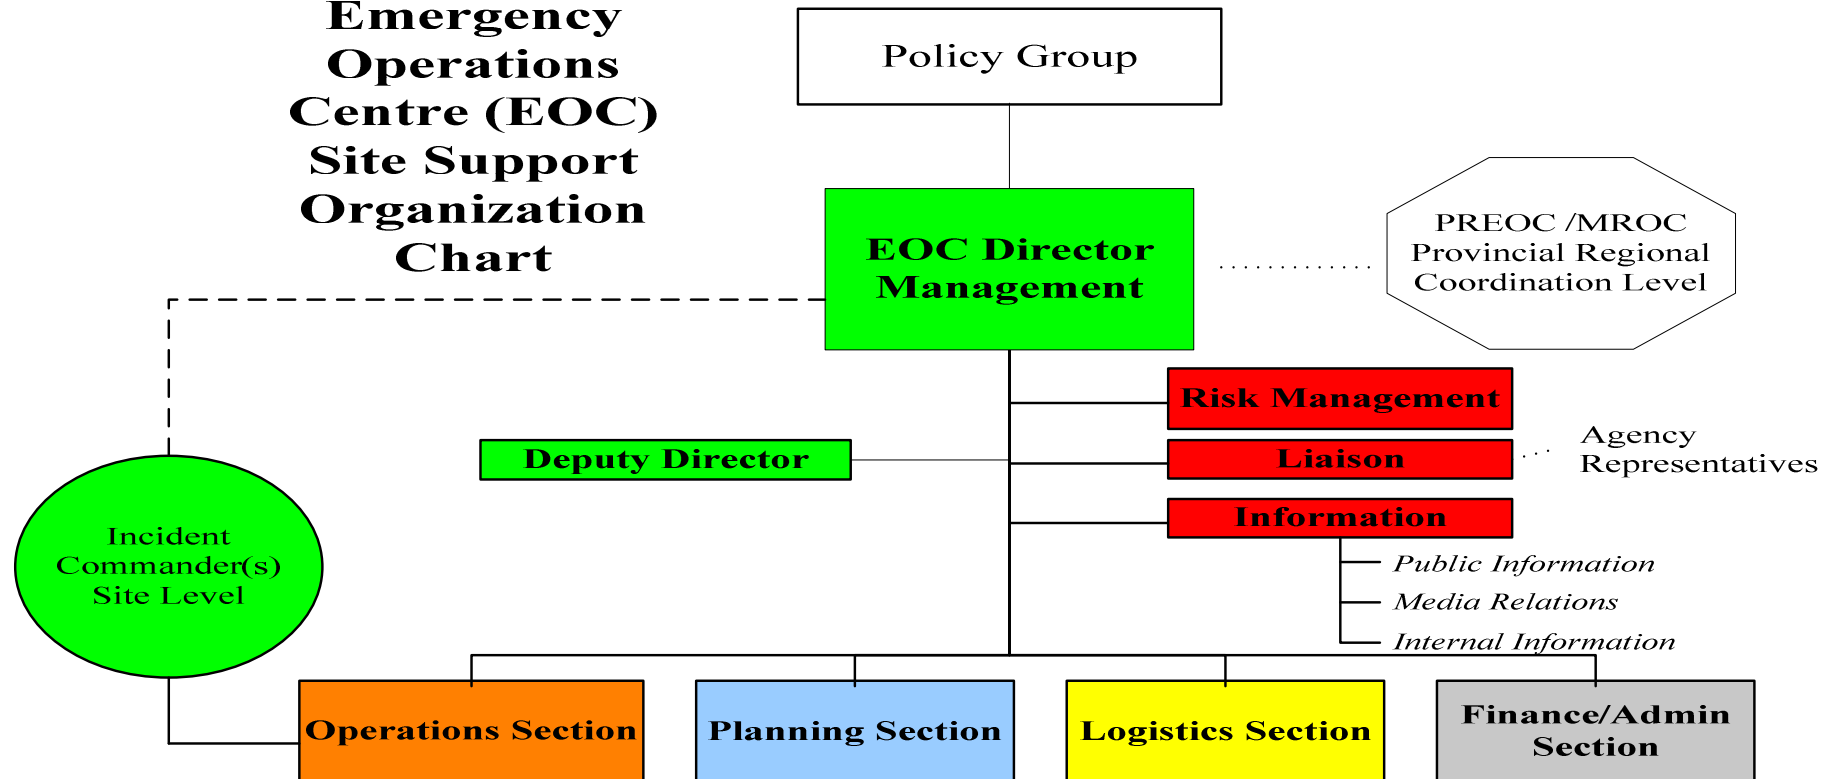 Emergency
Operations
Centre (EOC)
Site Support
Organization
Chart
Policy Group
EOC Director
Management
PREOC /MROC
Provincial Regional
Coordination Level
Risk Management
Deputy Director
Liaison
Agency
Representatives
Information
Public Information
Media Relations
Internal Information
Incident
Commander(s)
Site Level
Operations Section
Planning Section
Logistics Section
Finance/Admin
Section